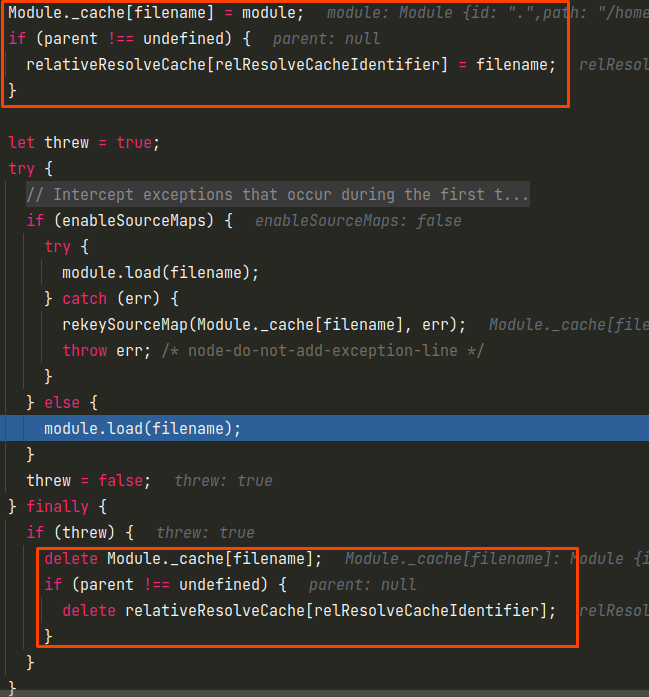 Module._cache[filename] = module;  module: Module {id: ".",path: "/home
if (parent !== undefined) {  parent: null
  relativeResolveCache[relResolveCacheIdentifier] = filename;  relResol
}

let threw = true;
try {
  // Intercept exceptions that occur during the first t...
  if (enableSourceMaps) {  enableSourceMaps: false
    try {
      module.load(filename);
    } catch (err) {
      rekeySourceMap(Module._cache[filename], err);  Module._cache[file
      throw err; /* node-do-not-add-exception-line */
    }
  } else {
    module.load(filename);
  }
  threw = false;  threw: true
} finally {
  if (threw) {  threw: true
    delete Module._cache[filename];  Module._cache[filename]: Module {i
    if (parent !== undefined) {  parent: null
      delete relativeResolveCache[relResolveCacheIdentifier];  relReso
    }
  }
}